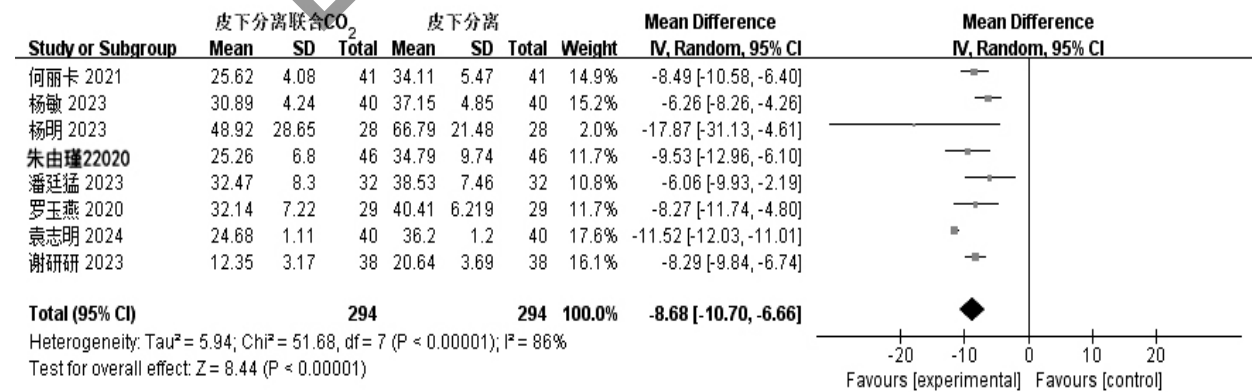 皮下分离联合CO2 皮下分离 Mean Difference Mean Difference
Study or Subgroup Mean SD Total Mean SD Total Weight IV, Random, 95% CI IV, Random, 95% CI
何丽卡 2021 25.62 4.08 41 34.11 5.47 41 14.9% -8.49 [-10.58, -6.40]
杨敏 2023 30.89 4.24 40 37.15 4.85 40 15.2% -6.26 [-8.26, -4.26]
杨明 2023 48.92 28.65 28 66.79 21.48 28 2.0% -17.87 [-31.13, -4.61]
朱由瑾22020 25.26 6.8 46 34.79 9.74 46 11.7% -9.53 [-12.96, -6.10]
潘廷猛 2023 32.47 8.3 32 38.53 7.46 32 10.8% -6.06 [-9.93, -2.19]
罗玉燕 2020 32.14 7.22 29 40.41 6.219 29 11.7% -8.27 [-11.74, -4.80]
袁志明 2024 24.68 1.11 40 36.2 1.2 40 17.6% -11.52 [-12.03, -11.01]
谢研研 2023 12.35 3.17 38 20.64 3.69 38 16.1% -8.29 [-9.84, -6.74]
Total (95% CI) 294 294 100.0% -8.68 [-10.70, -6.66]
Heterogeneity: Tau² = 5.94; Chi² = 51.68, df = 7 (P < 0.00001); I² = 86%
Test for overall effect: Z = 8.44 (P < 0.00001)
-20 -10 0 10 20
Favours [experimental] Favours [control]